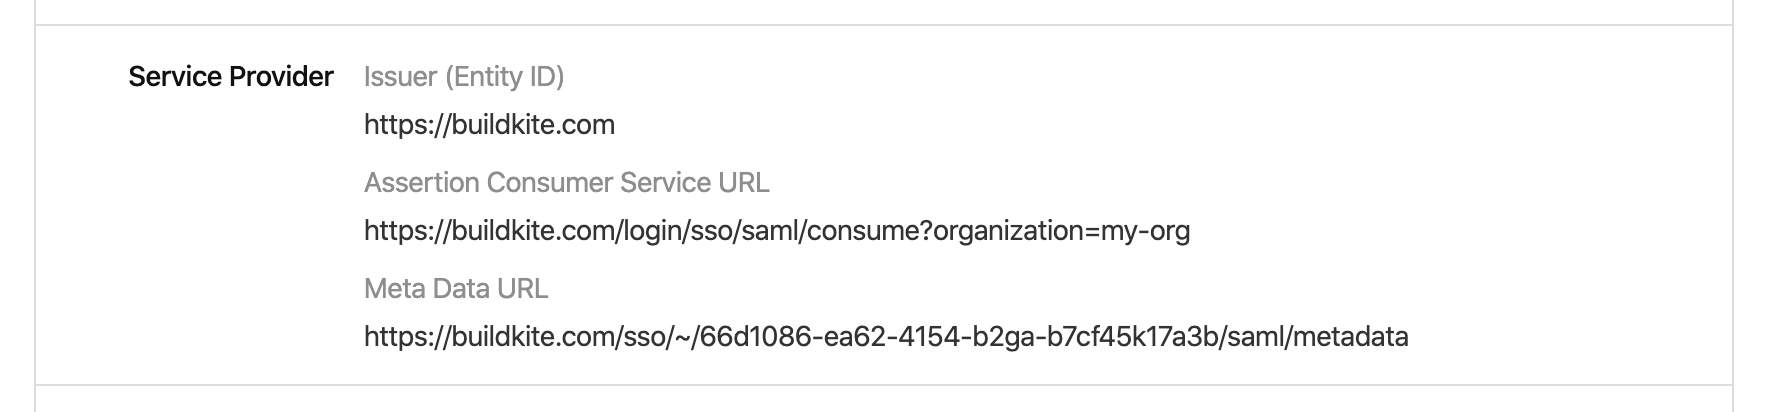 Service Provider
Issuer (Entity ID)
https://buildkite.com
Assertion Consumer Service URL
https://buildkite.com/login/sso/saml/consume?organization=my-org
Meta Data URL
https://buildkite.com/sso/~/66d1086-ea62-4154-b2ga-b7cf45k17a3b/saml/metadata